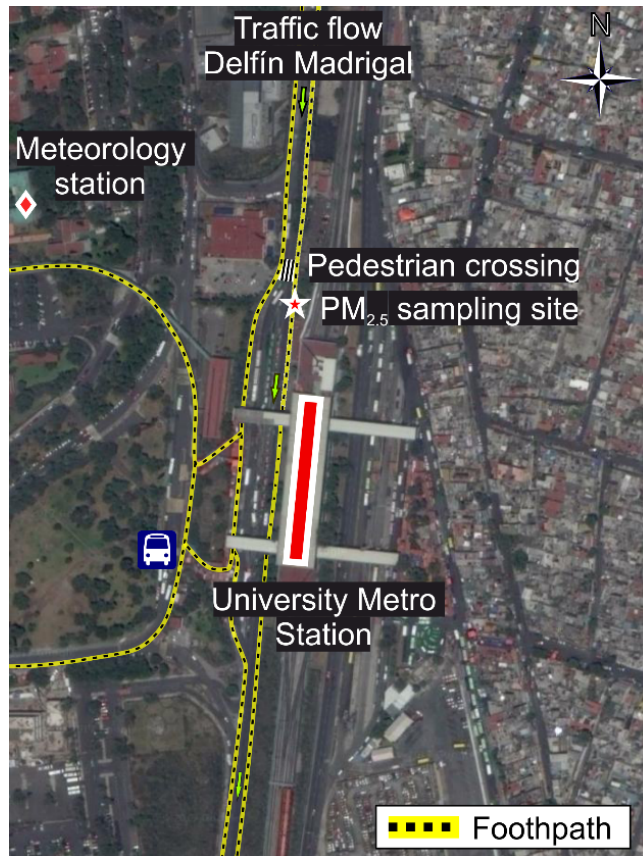 Traffic flow
Delfín Madrigal
N
Meteorology
station
Pedestrian crossing
PM2.5 sampling site
University Metro
Station
Foothpath